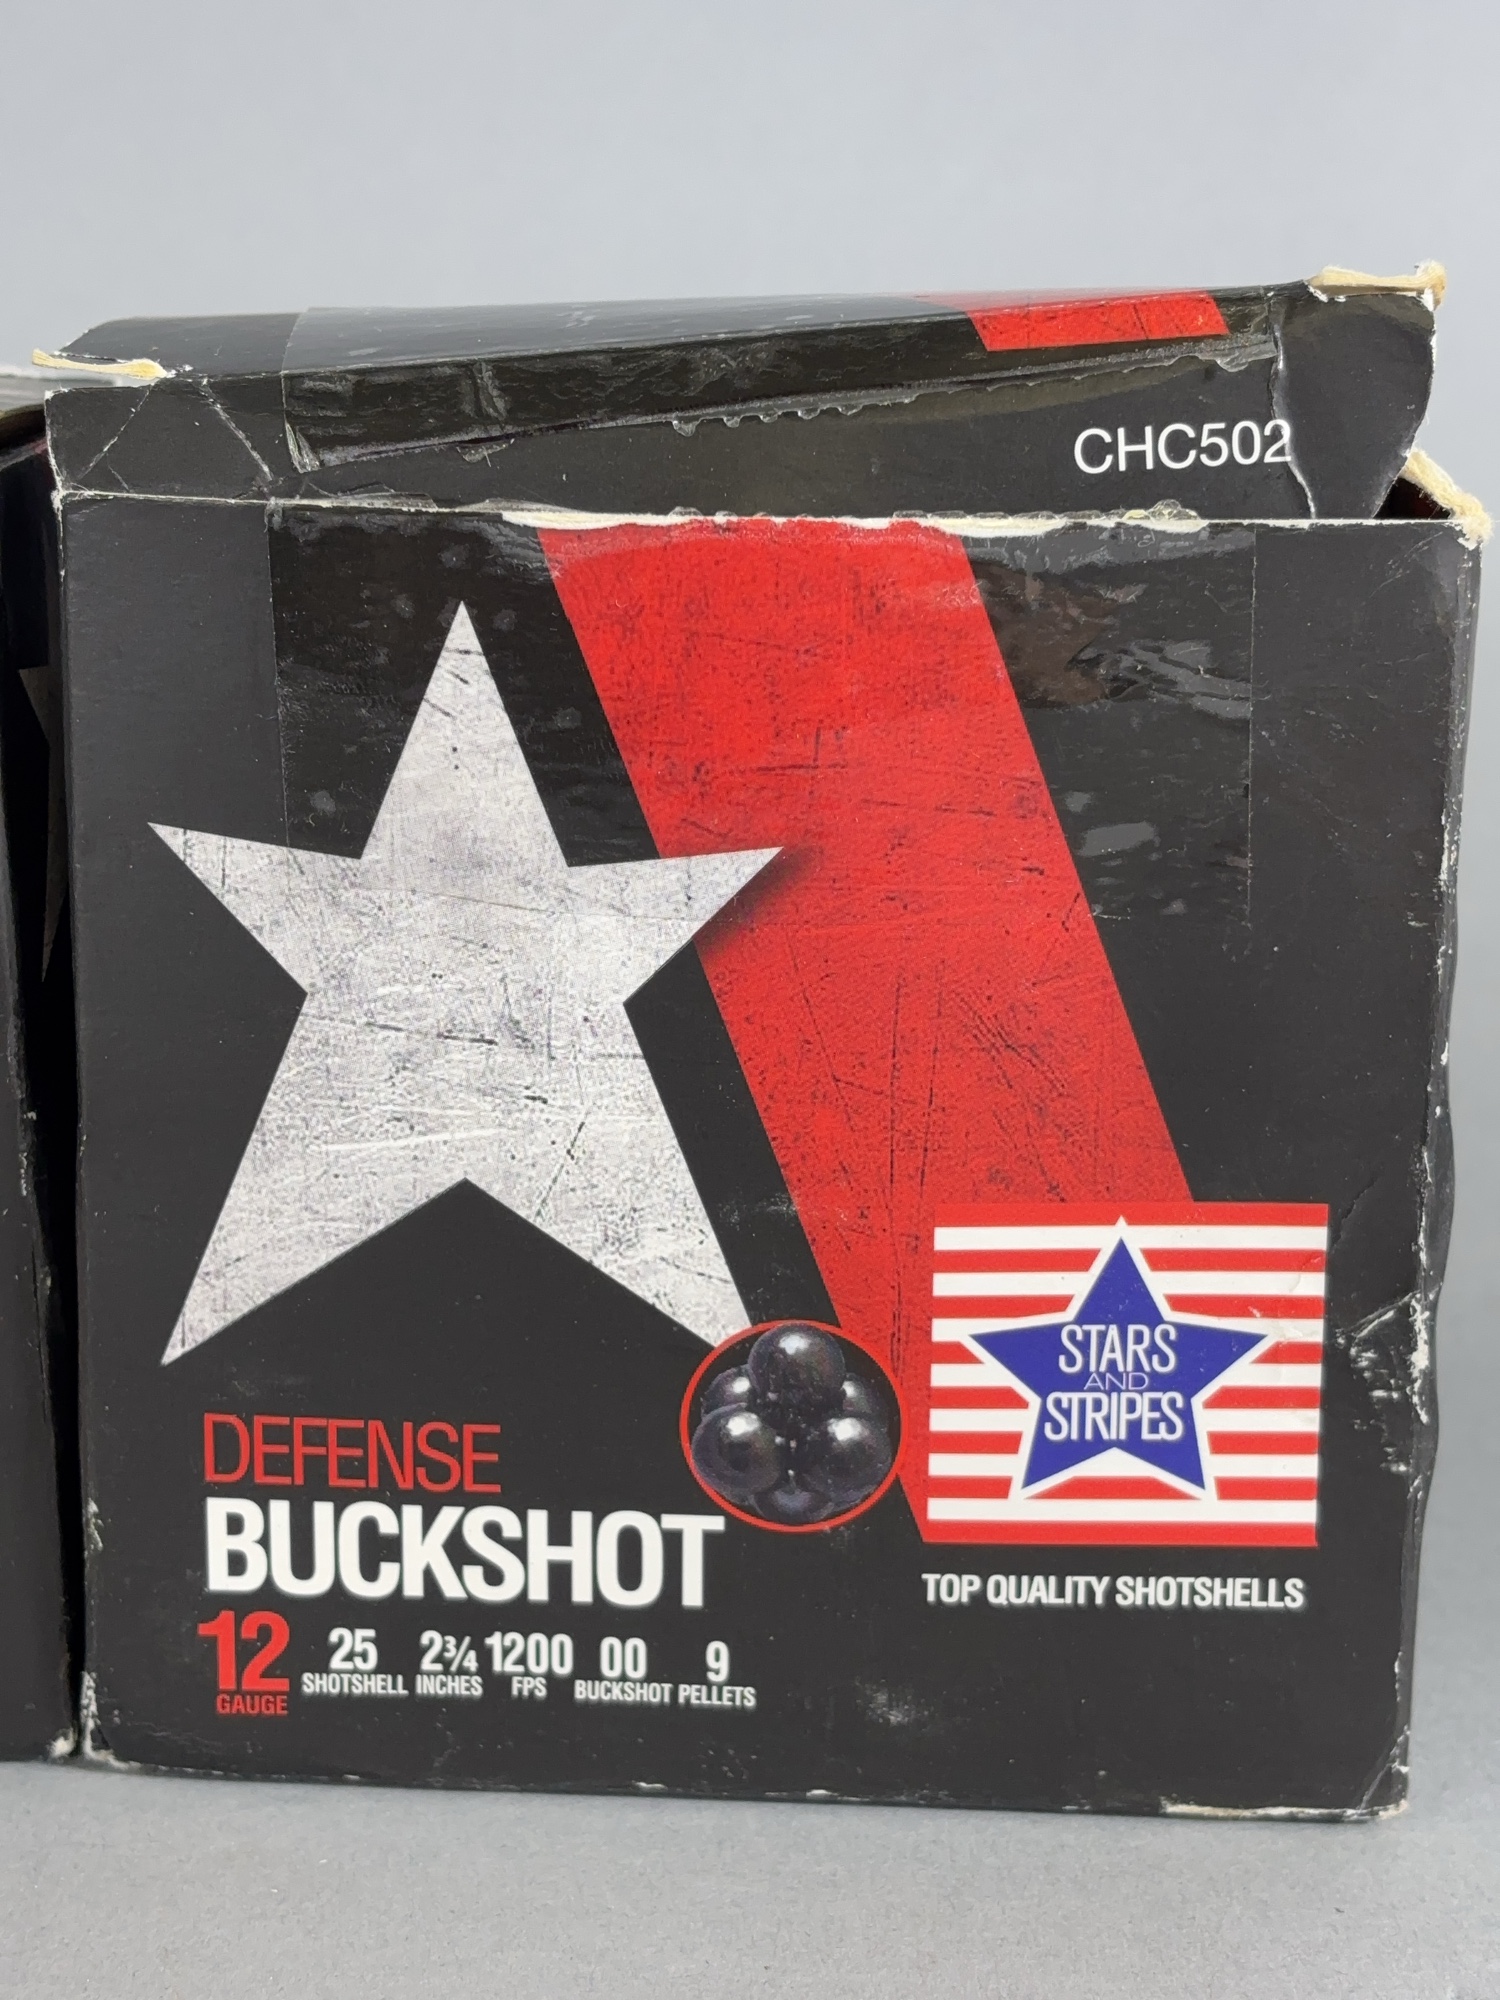 CHC502
STARS
AND
STRIPES
DEFENSE
BUCKSHOT
TOP QUALITY SHOTSHELLS
12 25 2¾ 1200 00 9
GAUGE SHOTSHELL INCHES FPS BUCKSHOT PELLETS